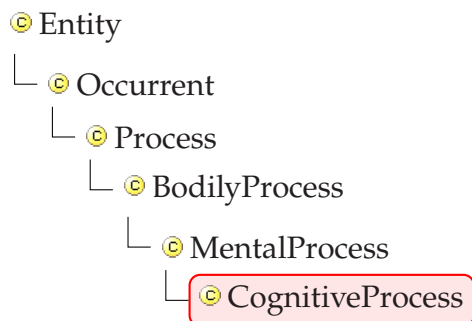 Entity
Occurrent
Process
BodilyProcess
MentalProcess
CognitiveProcess